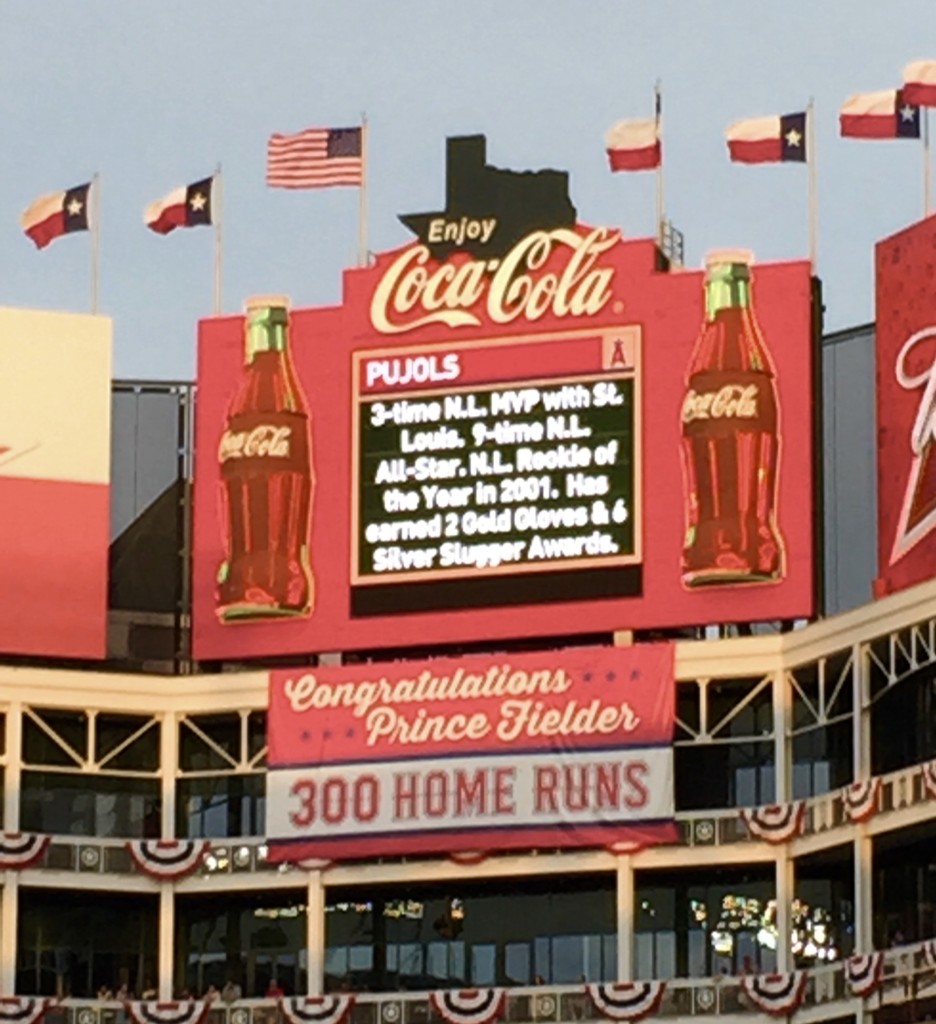 Enjoy
Coca-Cola
PUJOLS
A
3-time N.L. MVP with St.
Louis. 9-time N.L.
All-Star. N.L. Rookie of
the Year in 2001. Has
earned 2 Gold Gloves & 6
Silver Slugger Awards.
Coca-Cola
Coca-Cola
Congratulations
Prince Fielder
300 HOME RUNS